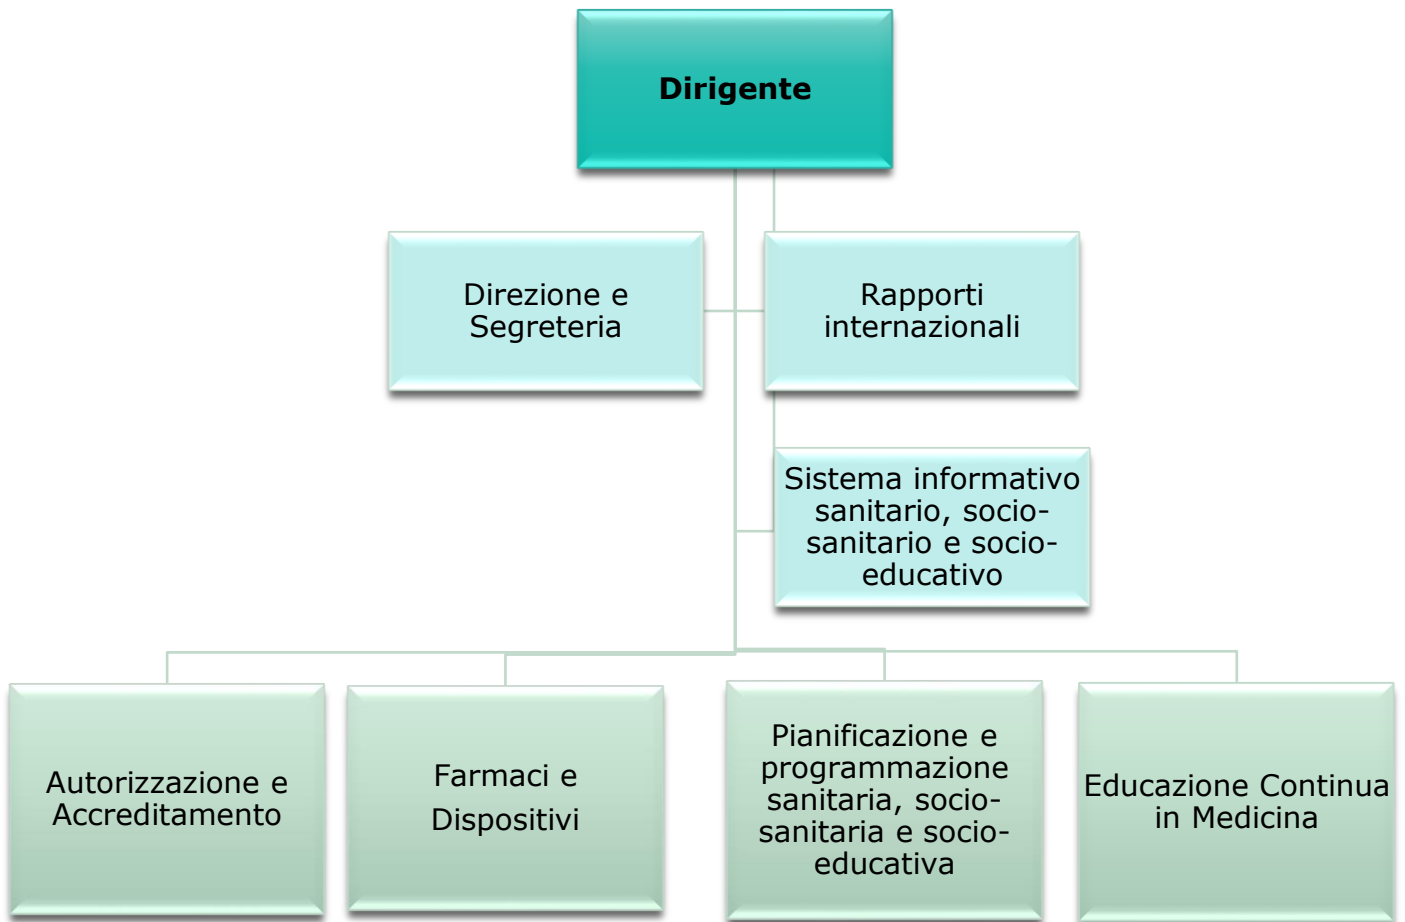 Dirigente
Direzione e
Segreteria
Rapporti
internazionali
Sistema informativo
sanitario, socio-
sanitario e socio-
educativo
Autorizzazione e
Accreditamento
Farmaci e
Dispositivi
Pianificazione e
programmazione
sanitaria, socio-
sanitaria e socio-
educativa
Educazione Continua
in Medicina